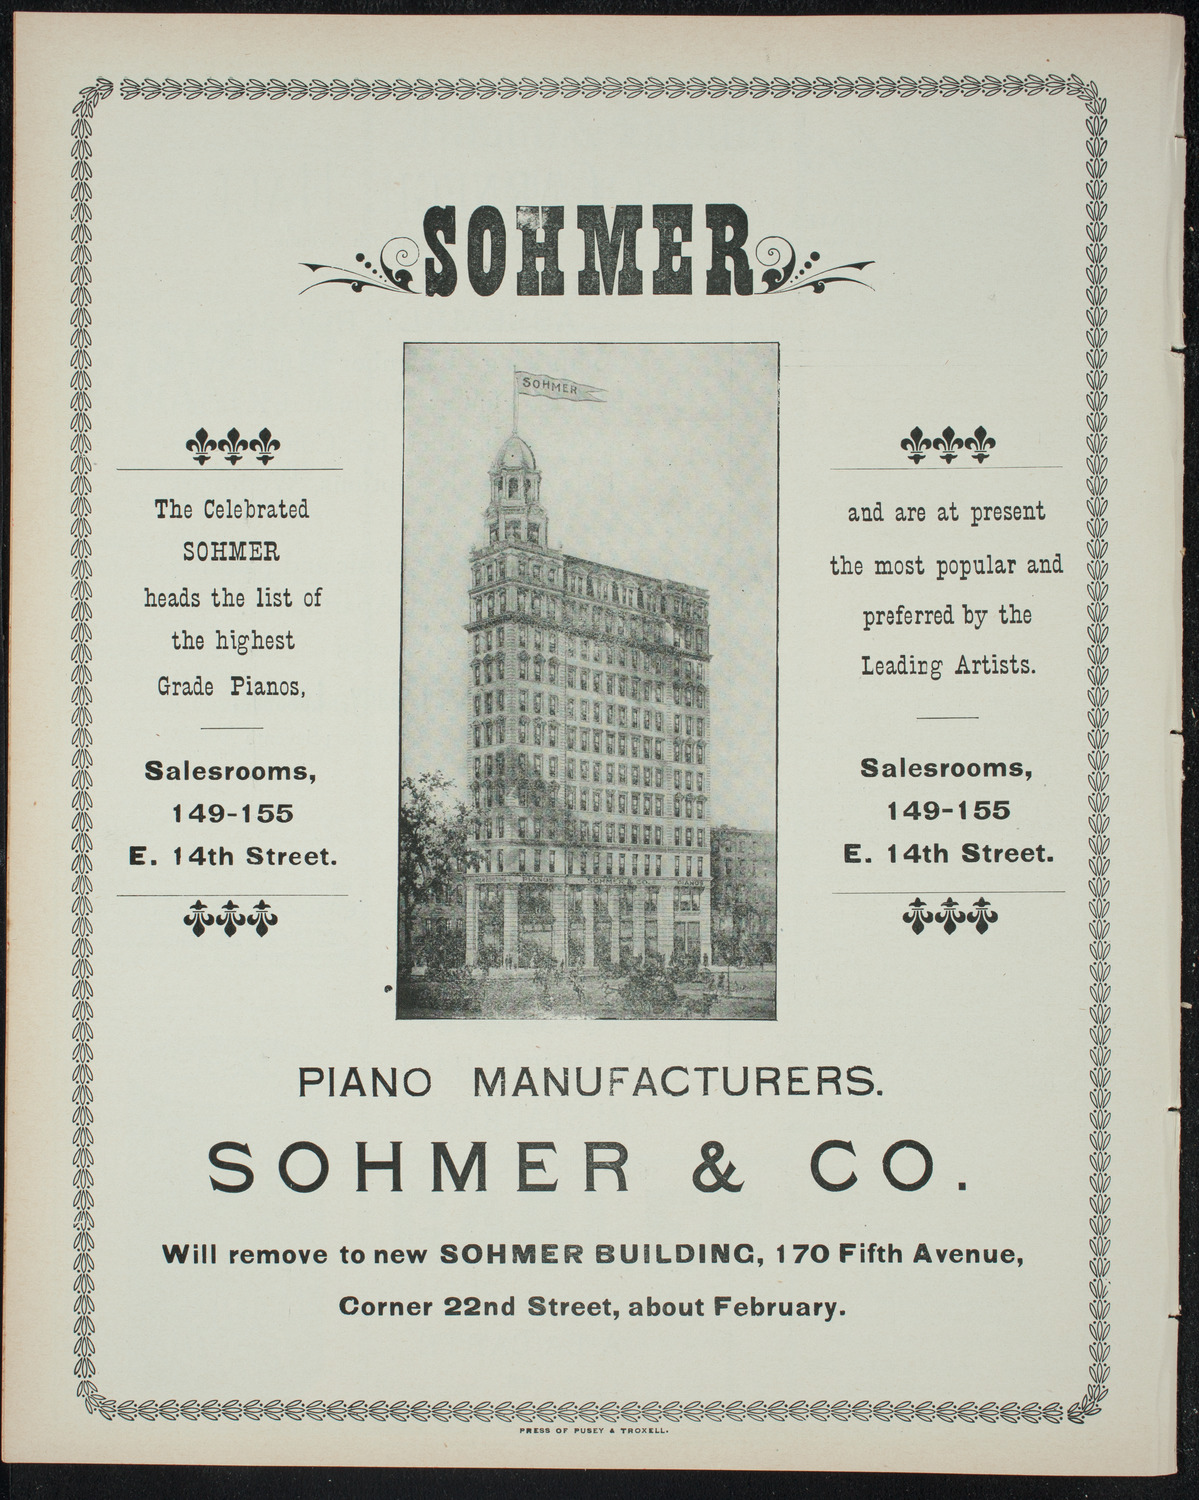 SOHMER
SOHMER
The Celebrated
SOHMER
heads the list of
the highest
Grade Pianos,
Salesrooms,
149-155
E. 14th Street.
and are at present
the most popular and
preferred by the
Leading Artists.
Salesrooms,
149-155
E. 14th Street.
PIANOS SOHMER PIANOS
PIANO MANUFACTURERS.
SOHMER & CO.
Will remove to new SOHMER BUILDING, 170 Fifth Avenue,
Corner 22nd Street, about February.
PRESS OF PUSEY & TROXELL.